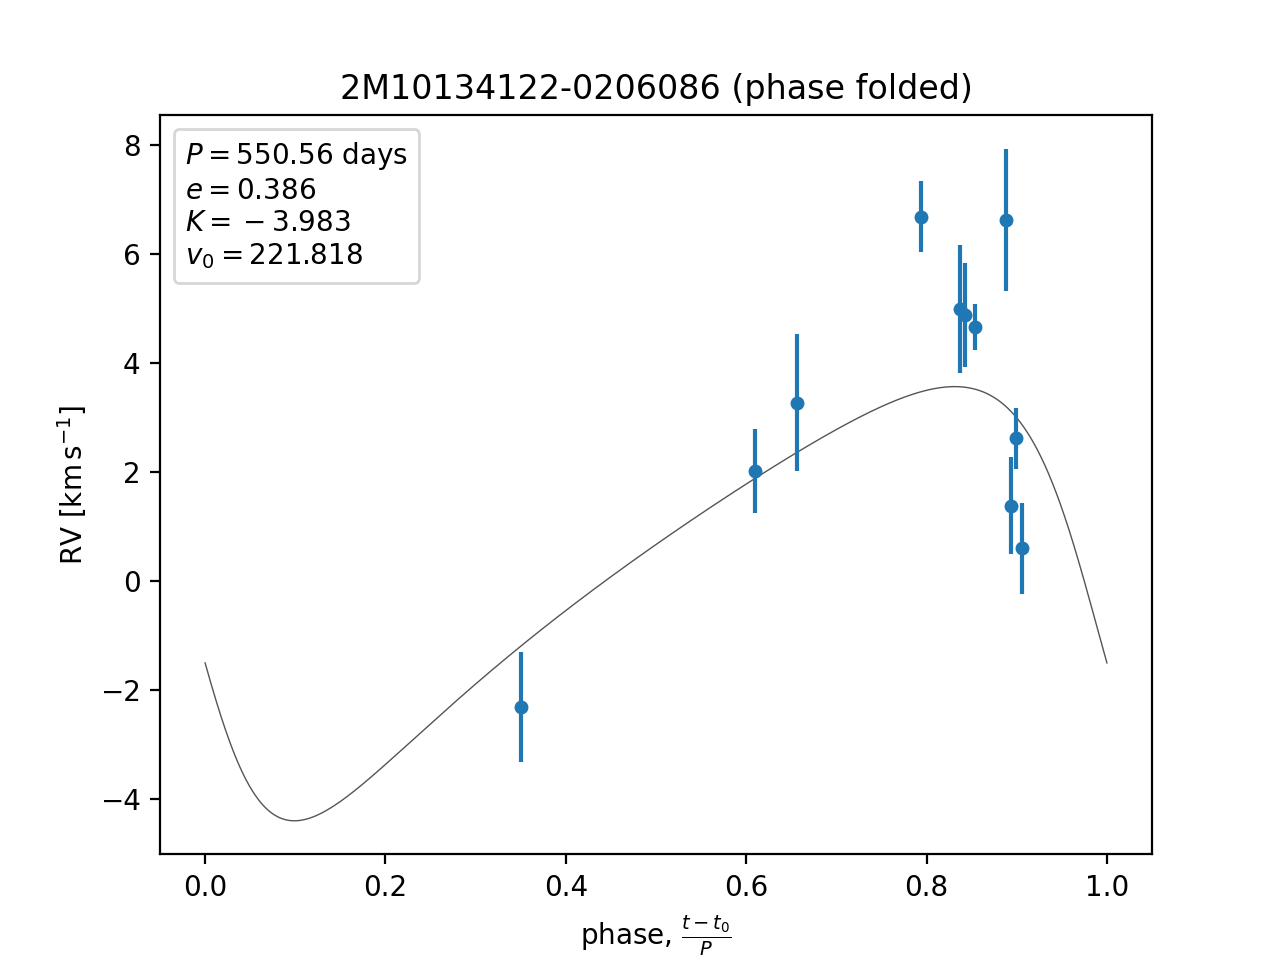 2M10134122-0206086 (phase folded)
P = 550.56 days
e = 0.386
K = −3.983
v₀ = 221.818
8
6
4
2
0
−2
−4
RV [km s⁻¹]
0.0 0.2 0.4 0.6 0.8 1.0
phase, (t − t₀)/P